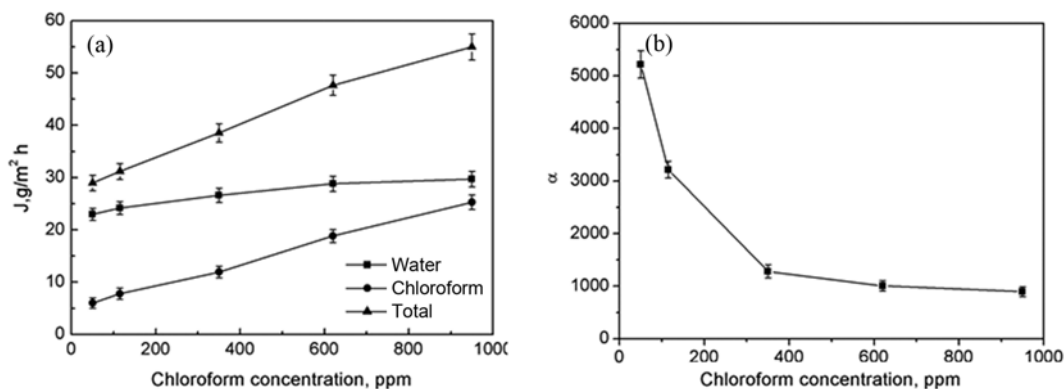 (a)
60
50
40
30
20
10
0
J,g/m² h
Water
Chloroform
Total
0 200 400 600 800 1000
Chloroform concentration, ppm
(b)
6000
5000
4000
3000
2000
1000
0
α
0 200 400 600 800 1000
Chloroform concentration, ppm